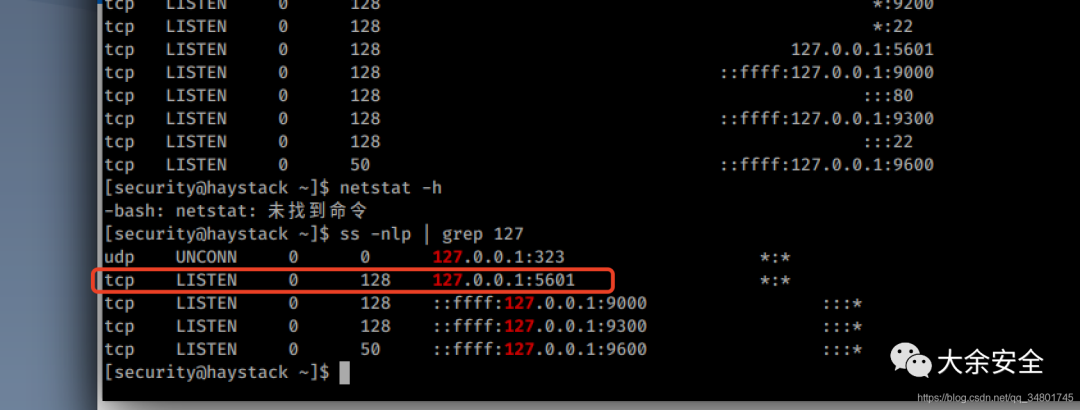 tcp LISTEN 0 128 *:9200
tcp LISTEN 0 128 *:22
tcp LISTEN 0 128 127.0.0.1:5601
tcp LISTEN 0 128 ::ffff:127.0.0.1:9000
tcp LISTEN 0 128 :::80
tcp LISTEN 0 128 ::ffff:127.0.0.1:9300
tcp LISTEN 0 128 :::22
tcp LISTEN 0 50 ::ffff:127.0.0.1:9600
[security@haystack ~]$ netstat -h
-bash: netstat: 未找到命令
[security@haystack ~]$ ss -nlp | grep 127
udp UNCONN 0 0 127.0.0.1:323 *:*
tcp LISTEN 0 128 127.0.0.1:5601 *:*
tcp LISTEN 0 128 ::ffff:127.0.0.1:9000 :::*
tcp LISTEN 0 128 ::ffff:127.0.0.1:9300 :::*
tcp LISTEN 0 50 ::ffff:127.0.0.1:9600 :::*
[security@haystack ~]$
大余安全
https://blog.csdn.net/qq_34801745